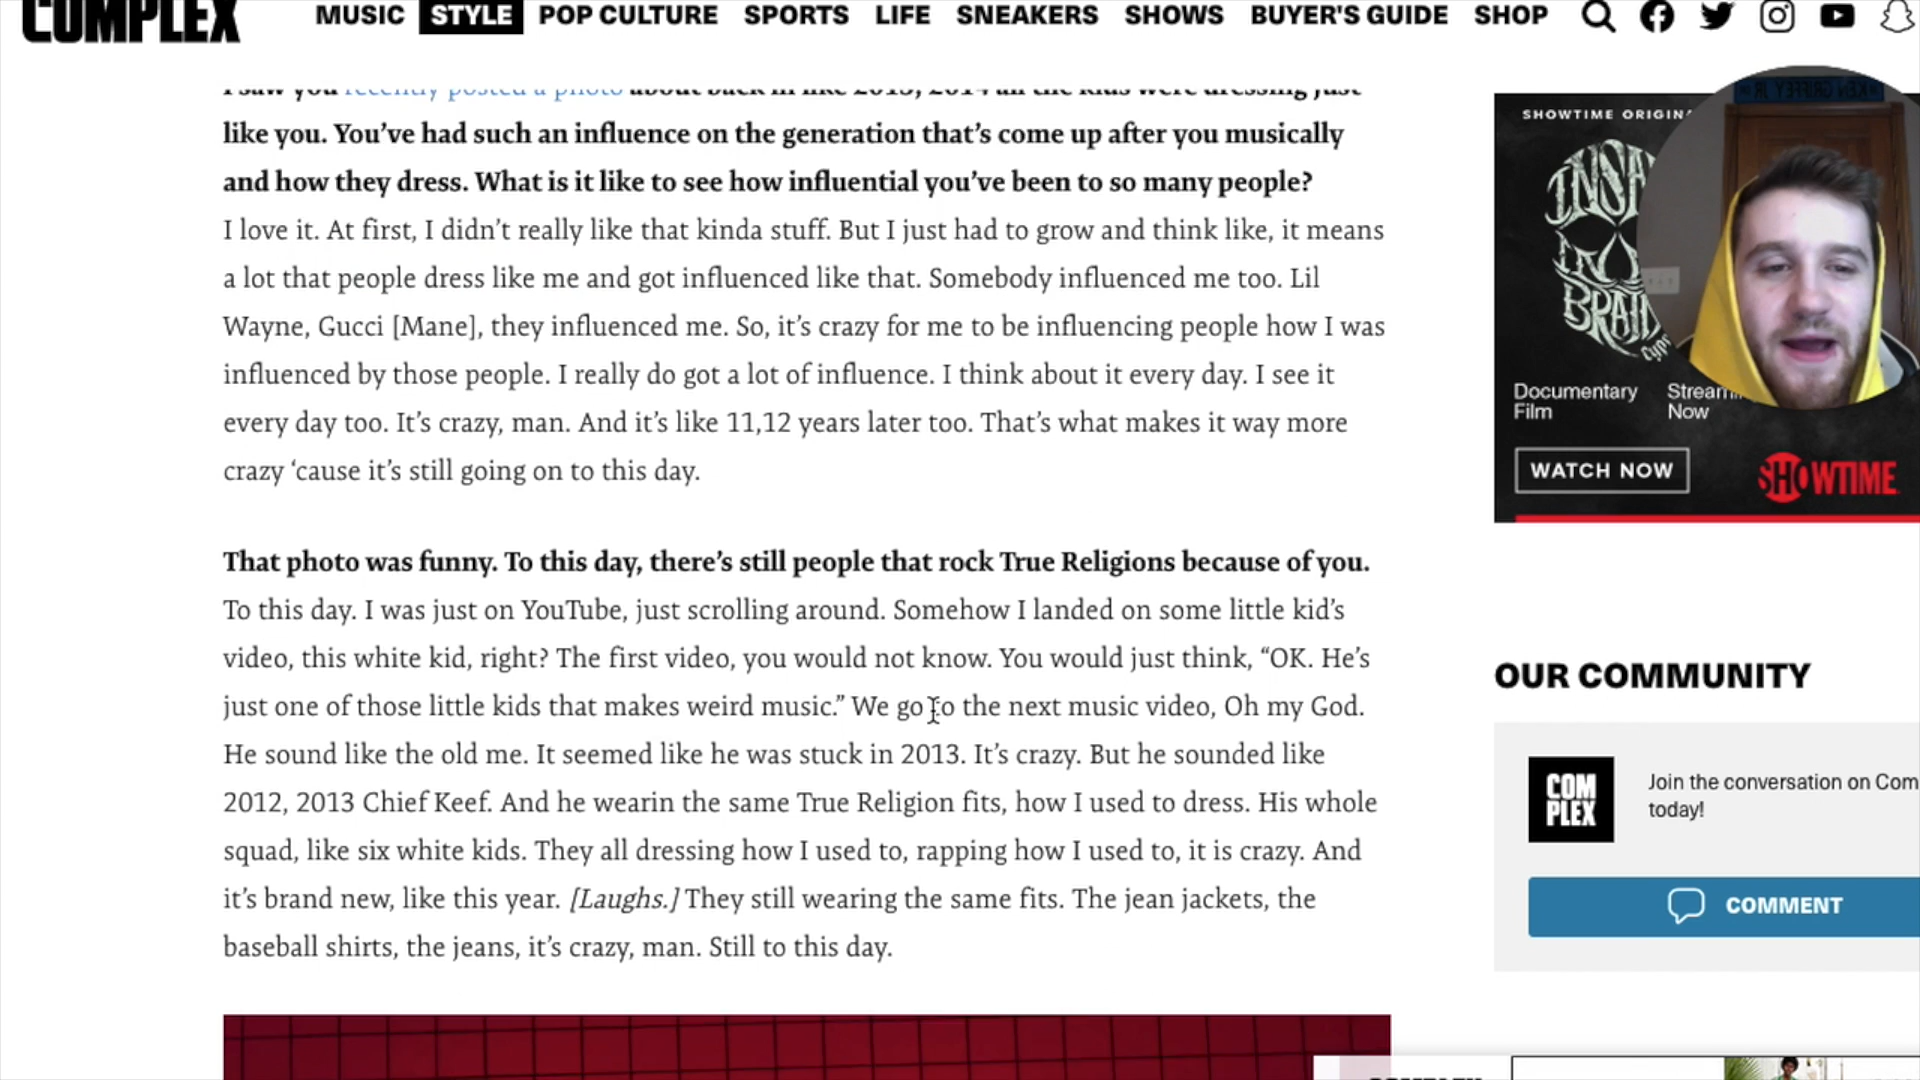 COMPLEX
MUSIC STYLE POP CULTURE SPORTS LIFE SNEAKERS SHOWS BUYER'S GUIDE SHOP
I saw you recently posted a photo about back in like 2013, 2014 all the kids were dressing just
like you. You’ve had such an influence on the generation that’s come up after you musically
and how they dress. What is it like to see how influential you’ve been to so many people?
I love it. At first, I didn’t really like that kinda stuff. But I just had to grow and think like, it means
a lot that people dress like me and got influenced like that. Somebody influenced me too. Lil
Wayne, Gucci [Mane], they influenced me. So, it’s crazy for me to be influencing people how I was
influenced by those people. I really do got a lot of influence. I think about it every day. I see it
every day too. It’s crazy, man. And it’s like 11,12 years later too. That’s what makes it way more
crazy ‘cause it’s still going on to this day.
That photo was funny. To this day, there’s still people that rock True Religions because of you.
To this day. I was just on YouTube, just scrolling around. Somehow I landed on some little kid’s
video, this white kid, right? The first video, you would not know. You would just think, “OK. He’s
just one of those little kids that makes weird music.” We go to the next music video, Oh my God.
He sound like the old me. It seemed like he was stuck in 2013. It’s crazy. But he sounded like
2012, 2013 Chief Keef. And he wearin the same True Religion fits, how I used to dress. His whole
squad, like six white kids. They all dressing how I used to, rapping how I used to, it is crazy. And
it’s brand new, like this year. [Laughs.] They still wearing the same fits. The jean jackets, the
baseball shirts, the jeans, it’s crazy, man. Still to this day.
SHOWTIME ORIGINA
INSA
IN
BRAIN
Cyp
Documentary
Film
Stream
Now
WATCH NOW
SHOWTIME
KEN GRIFFEY JR
OUR COMMUNITY
COM
PLEX
Join the conversation on Com
today!
COMMENT